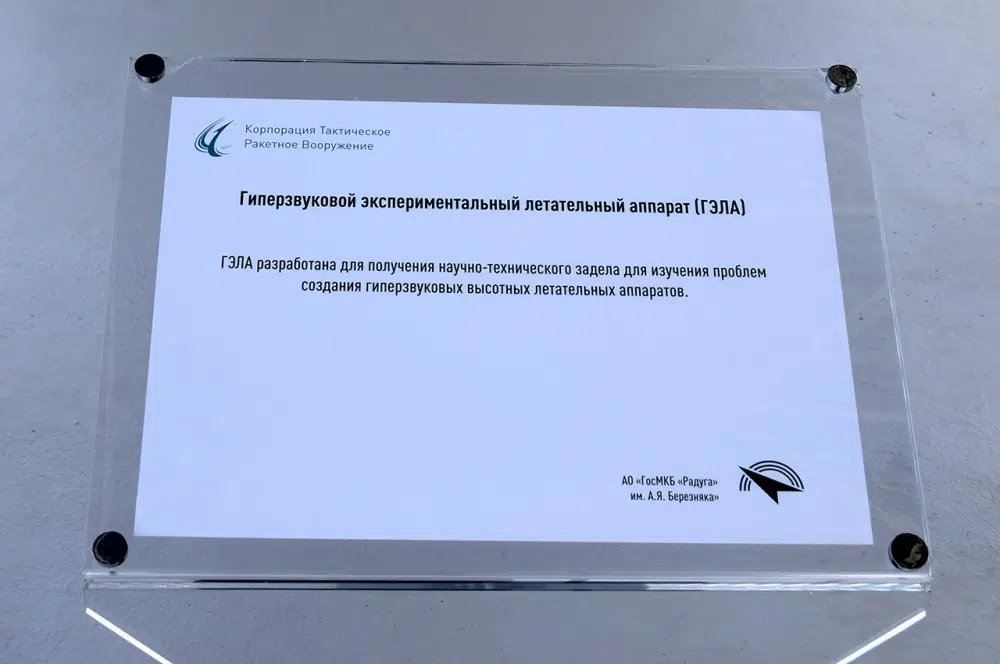 Корпорация Тактическое
Ракетное Вооружение
Гиперзвуковой экспериментальный летательный аппарат (ГЭЛА)
ГЭЛА разработана для получения научно-технического задела для изучения проблем
создания гиперзвуковых высотных летательных аппаратов.
АО «ГосМКБ «Радуга»
им. А.Я. Березняка»